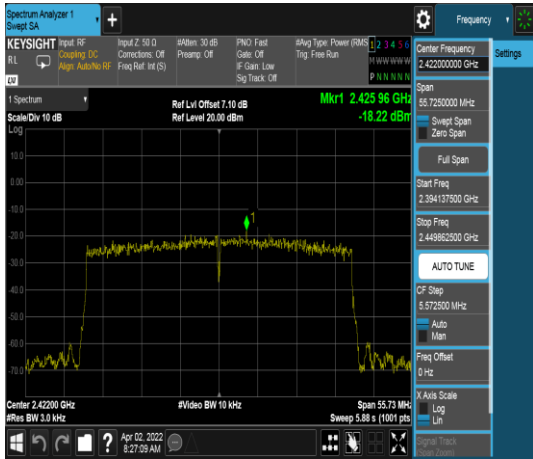 Spectrum Analyzer 1
Swept SA
Frequency
KEYSIGHT
Input: RF
Input Z: 50 Ω
#Atten: 30 dB
PNO: Fast
#Avg Type: Power (RMS
1 2 3 4 5 6
RL
Coupling: DC
Corrections: Off
Preamp: Off
Gate: Off
Trig: Free Run
Align: Auto/No RF
Freq Ref: Int (S)
IF Gain: Low
M W W W W W
Sig Track: Off
P N N N N N
LXI
Center Frequency
2.422000000 GHz
Settings
Span
55.7250000 MHz
Swept Span
Zero Span
Full Span
Start Freq
2.394137500 GHz
Stop Freq
2.449862500 GHz
AUTO TUNE
CF Step
5.572500 MHz
Auto
Man
Freq Offset
0 Hz
X Axis Scale
Log
Lin
Signal Track
(Span Zoom)
1 Spectrum
Ref Lvl Offset 7.10 dB
Mkr1 2.425 96 GHz
Scale/Div 10 dB
Ref Level 20.00 dBm
-18.22 dBm
Log
10.0
0.00
-10.0
1
-20.0
-30.0
-40.0
-50.0
-60.0
-70.0
Center 2.42200 GHz
#Video BW 10 kHz
Span 55.73 MHz
#Res BW 3.0 kHz
Sweep 5.88 s (1001 pts)
?
Apr 02, 2022
8:27:09 AM